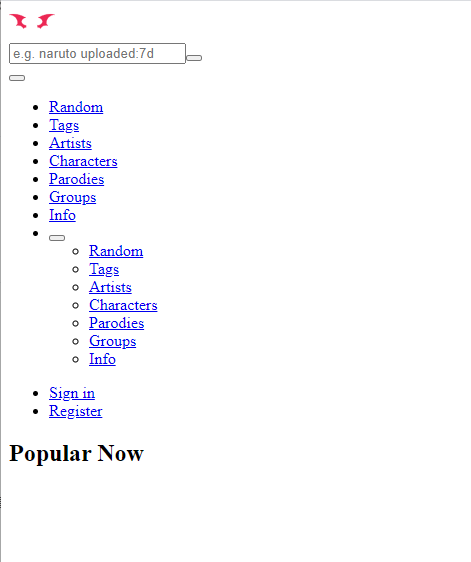 e.g. naruto uploaded:7d
Random
Tags
Artists
Characters
Parodies
Groups
Info
Random
Tags
Artists
Characters
Parodies
Groups
Info
Sign in
Register
Popular Now